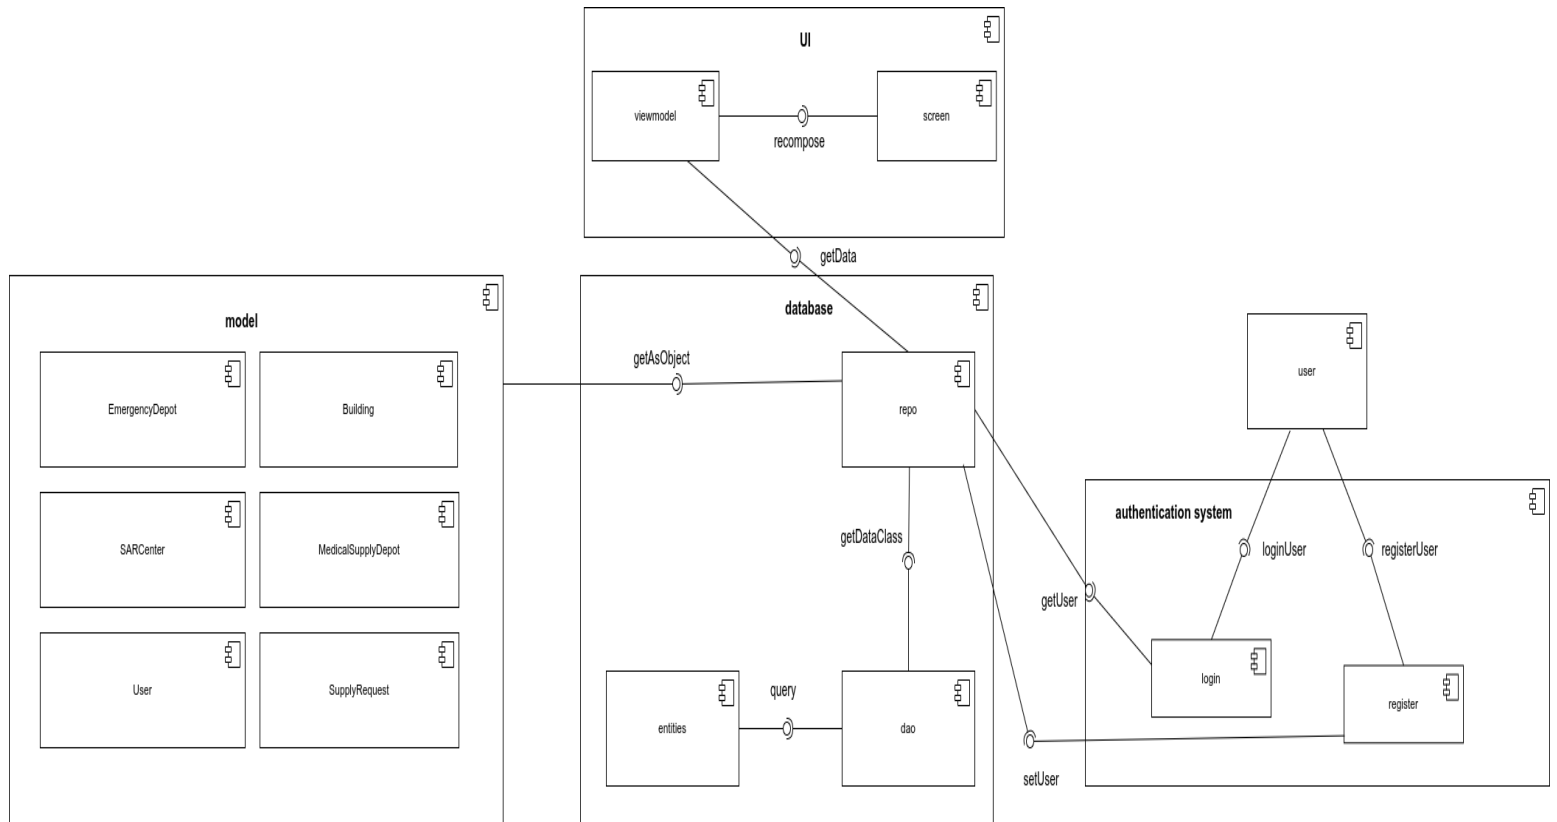 UI
viewmodel
screen
recompose
getData
model
EmergencyDepot
Building
SARCenter
MedicalSupplyDepot
User
SupplyRequest
getAsObject
database
repo
getDataClass
entities
query
dao
user
authentication system
loginUser
registerUser
getUser
login
register
setUser